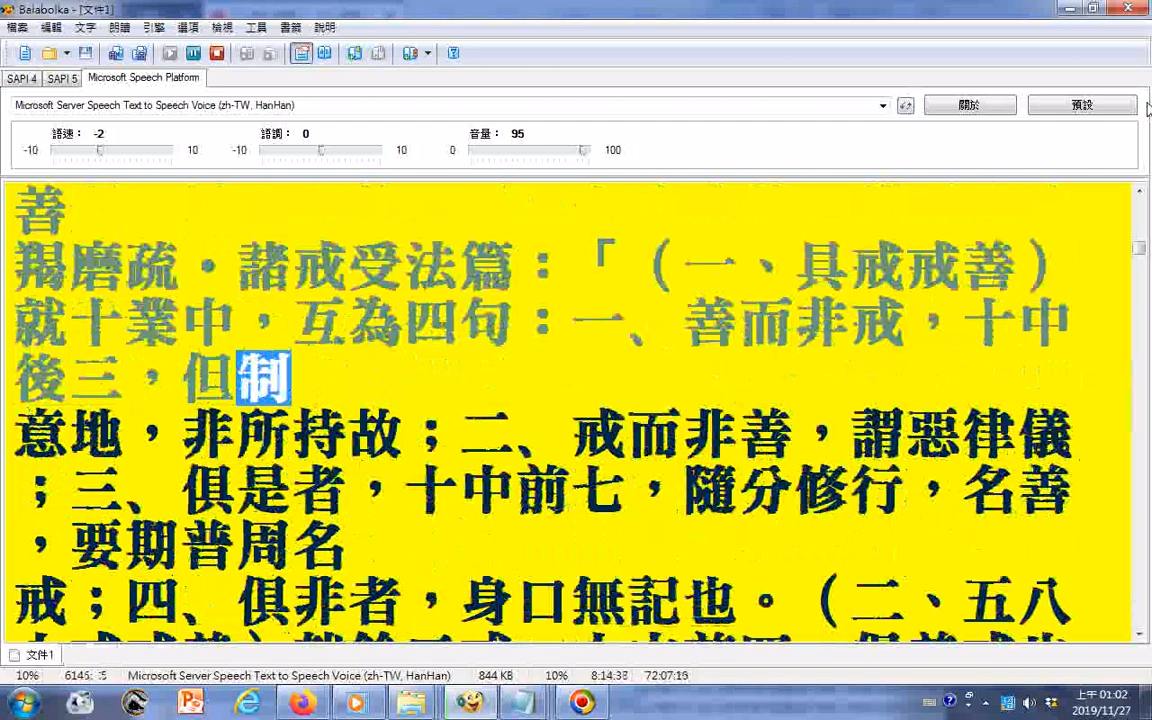 Balabolka - [文件1]
檔案 編輯 文字 朗讀 引擎 選項 檢視 工具 書籤 說明
SAPI 4 SAPI 5 Microsoft Speech Platform
Microsoft Server Speech Text to Speech Voice (zh-TW, HanHan) 關於 預設
語速： -2 語調： 0 音量： 95
-10 10 -10 10 0 100
善
羯磨疏．諸戒受法篇：「（一、具戒戒善）
就十業中，互為四句：一、善而非戒，十中
後三，但制
意地，非所持故；二、戒而非善，謂惡律儀
；三、俱是者，十中前七，隨分修行，名善
，要期普周名
戒；四、俱非者，身口無記也。（二、五八
文件1
10% Microsoft Server Speech Text to Speech Voice (zh-TW, HanHan) 844 KB 10% 72:07:19
上午 01:02
2019/11/27